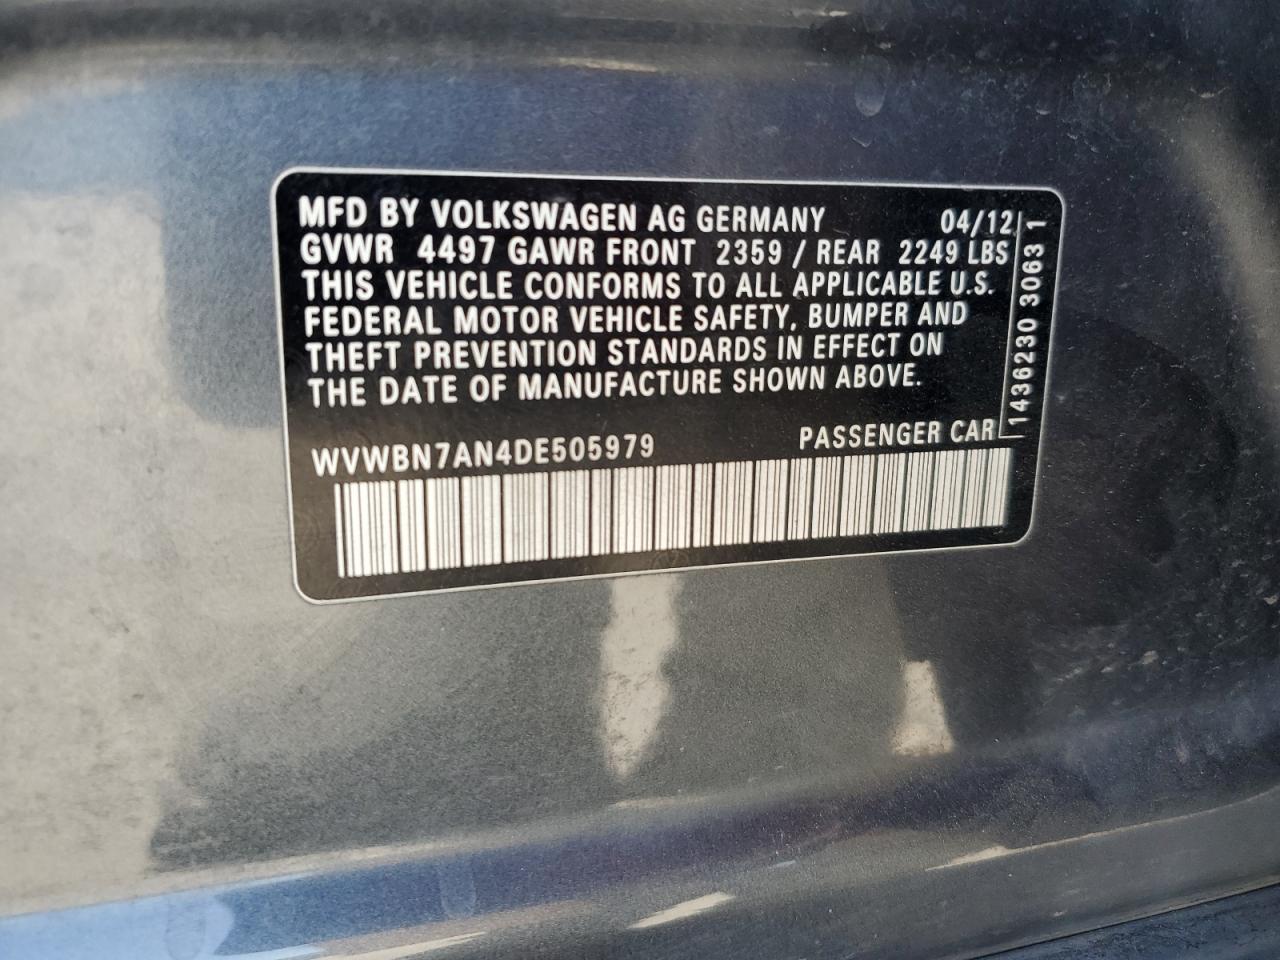 MFD BY VOLKSWAGEN AG GERMANY 04/12
GVWR 4497 GAWR FRONT 2359 / REAR 2249 LBS
THIS VEHICLE CONFORMS TO ALL APPLICABLE U.S.
FEDERAL MOTOR VEHICLE SAFETY, BUMPER AND
THEFT PREVENTION STANDARDS IN EFFECT ON
THE DATE OF MANUFACTURE SHOWN ABOVE.
WVWBN7AN4DE505979 PASSENGER CAR
1436230 3063 1